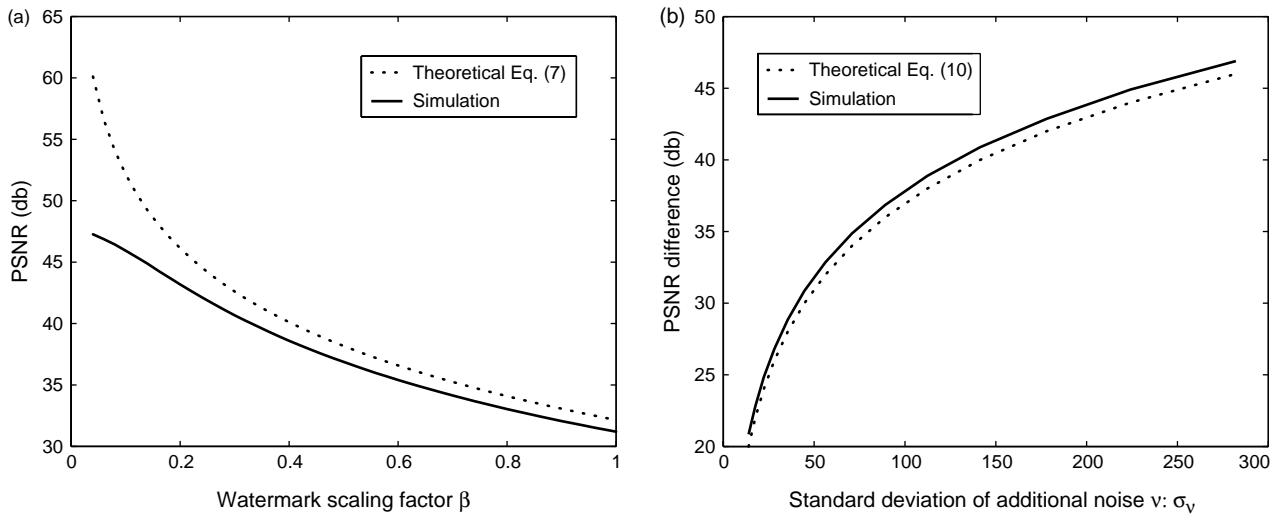 (a)
65
60
55
50
45
40
35
30
PSNR (db)
Theoretical Eq. (7)
Simulation
0
0.2
0.4
0.6
0.8
1
Watermark scaling factor β
(b)
50
45
40
35
30
25
20
PSNR difference (db)
Theoretical Eq. (10)
Simulation
0
50
100
150
200
250
300
Standard deviation of additional noise ν: σν